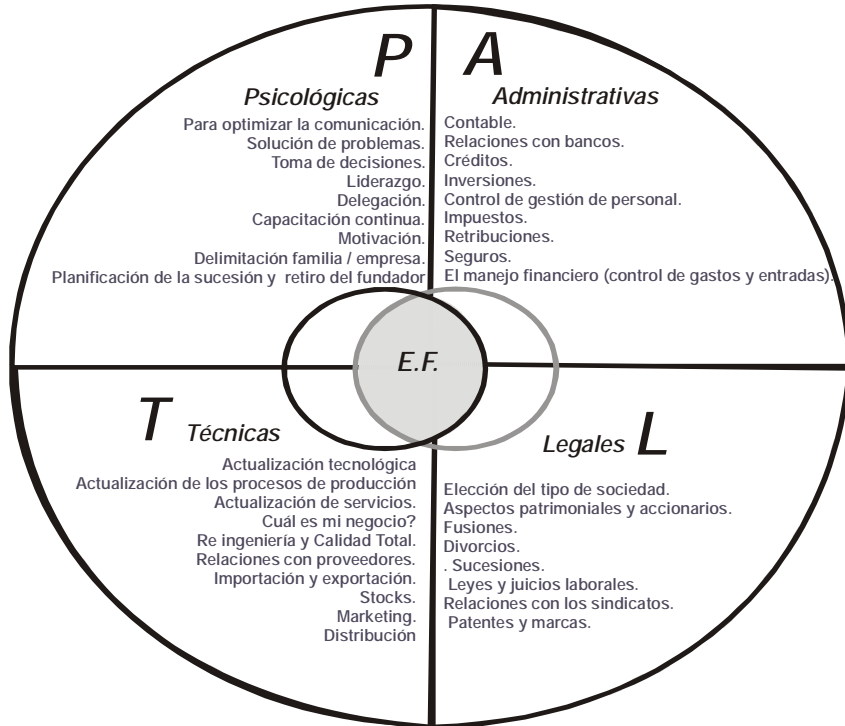 P
Psicológicas
Para optimizar la comunicación.
Solución de problemas.
Toma de decisiones.
Liderazgo.
Delegación.
Capacitación continua.
Motivación.
Delimitación familia / empresa.
Planificación de la sucesión y retiro del fundador
A
Administrativas
Contable.
Relaciones con bancos.
Créditos.
Inversiones.
Control de gestión de personal.
Impuestos.
Retribuciones.
Seguros.
El manejo financiero (control de gastos y entradas).
E.F.
T Técnicas
Actualización tecnológica
Actualización de los procesos de producción
Actualización de servicios.
Cuál es mi negocio?
Re ingeniería y Calidad Total.
Relaciones con proveedores.
Importación y exportación.
Stocks.
Marketing.
Distribución
Legales L
Elección del tipo de sociedad.
Aspectos patrimoniales y accionarios.
Fusiones.
Divorcios.
. Sucesiones.
Leyes y juicios laborales.
Relaciones con los sindicatos.
Patentes y marcas.